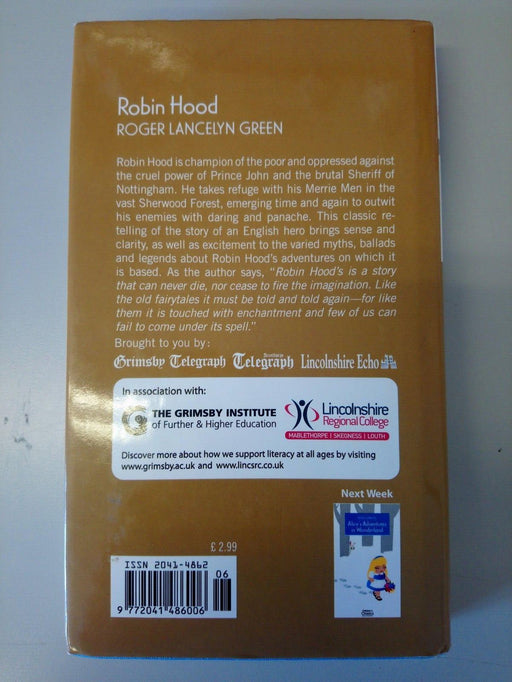 Robin Hood
ROGER LANCELYN GREEN
Robin Hood is champion of the poor and oppressed against
the cruel power of Prince John and the brutal Sheriff of
Nottingham. He takes refuge with his Merrie Men in the
vast Sherwood Forest, emerging time and again to outwit
his enemies with daring and panache. This classic re-
telling of the story of an English hero brings sense and
clarity, as well as excitement to the varied myths, ballads
and legends about Robin Hood's adventures on which it
is based. As the author says, "Robin Hood's is a story
that can never die, nor cease to fire the imagination. Like
the old fairytales it must be told and told again—for like
them it is touched with enchantment and few of us can
fail to come under its spell."
Brought to you by:
Grimsby Telegraph Scunthorpe Telegraph Lincolnshire Echo
In association with:
THE GRIMSBY INSTITUTE
of Further & Higher Education
Lincolnshire
Regional College
MABLETHORPE | SKEGNESS | LOUTH
Discover more about how we support literacy at all ages by visiting
www.grimsby.ac.uk and www.lincsrc.co.uk
Next Week
Alice's Adventures
in Wonderland
£ 2.99
ISSN 2041-4862
06
9 772041 486006